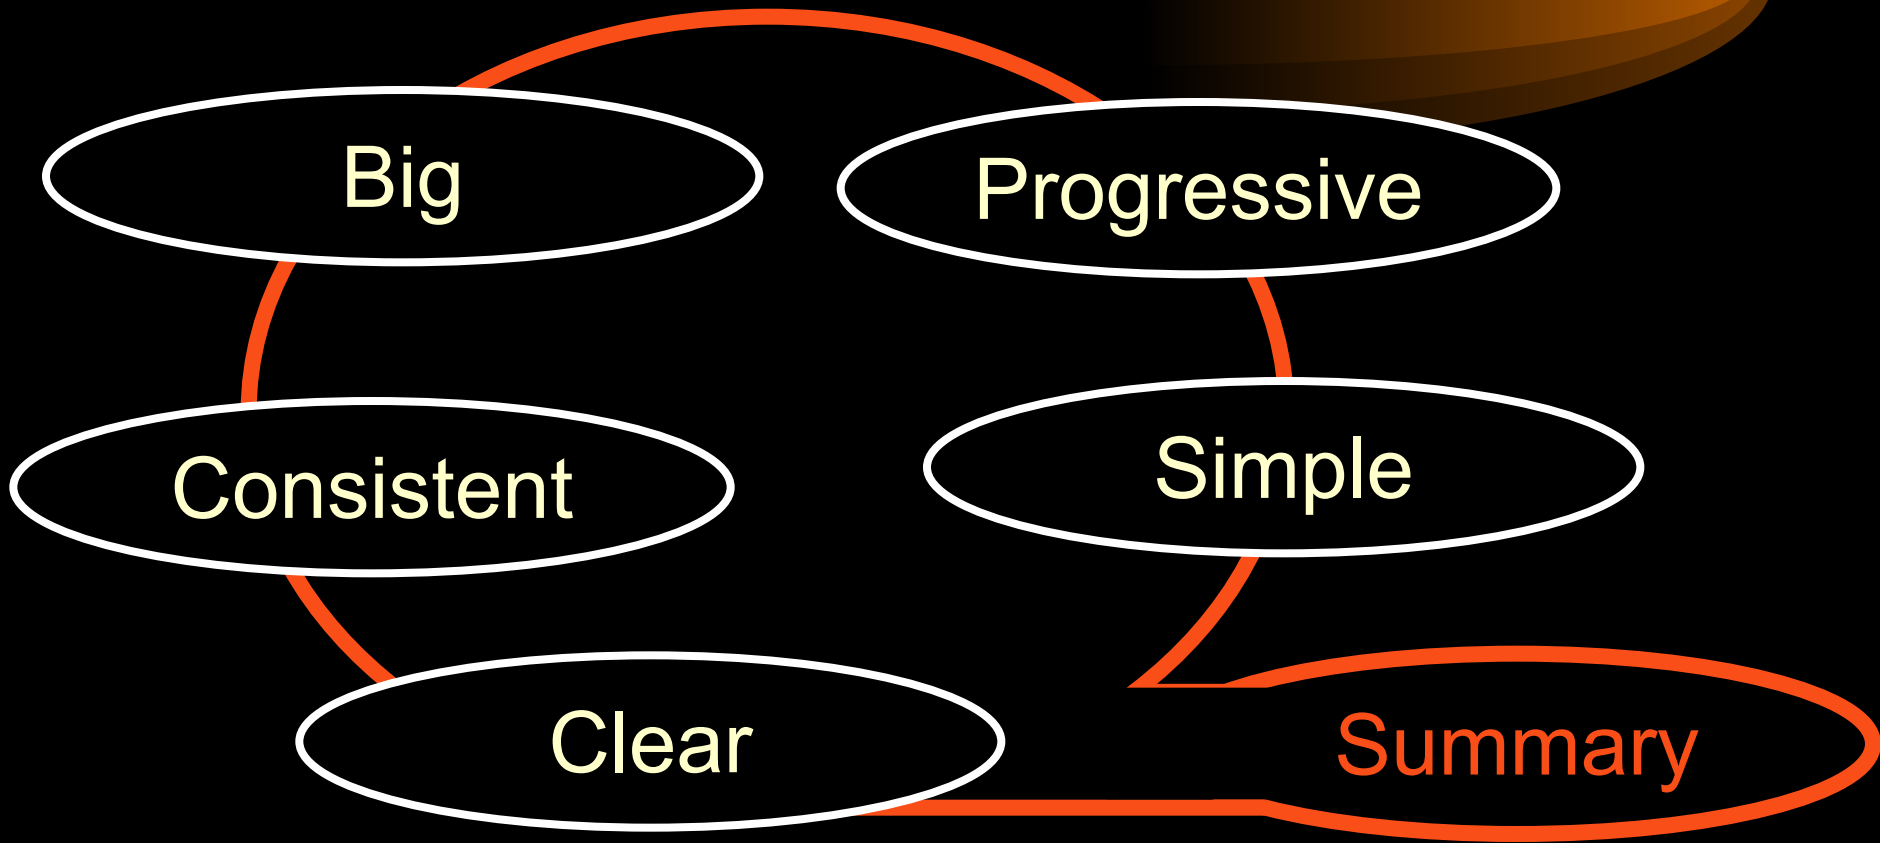 Big
Progressive
Consistent
Simple
Clear
Summary